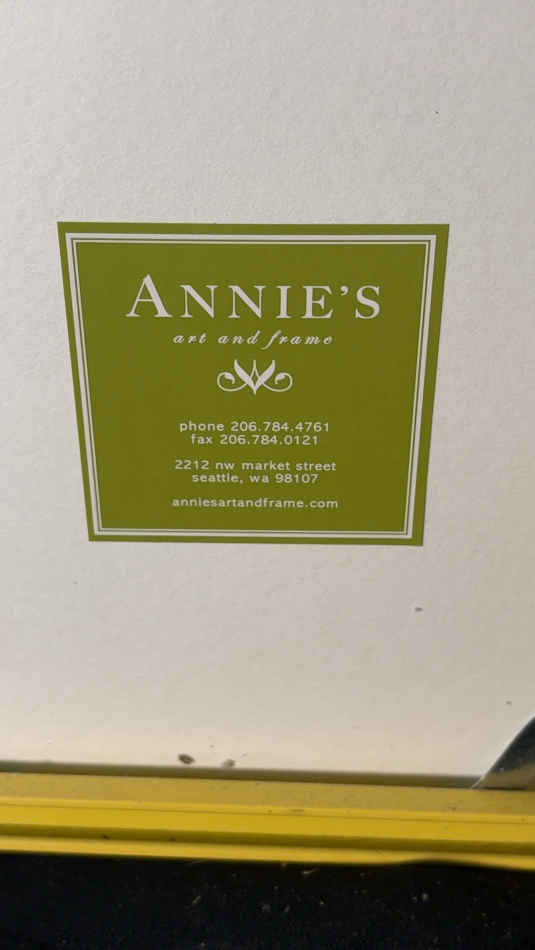 ANNIE'S
art and frame
phone 206.784.4761
fax 206.784.0121
2212 nw market street
seattle, wa 98107
anniesartandframe.com